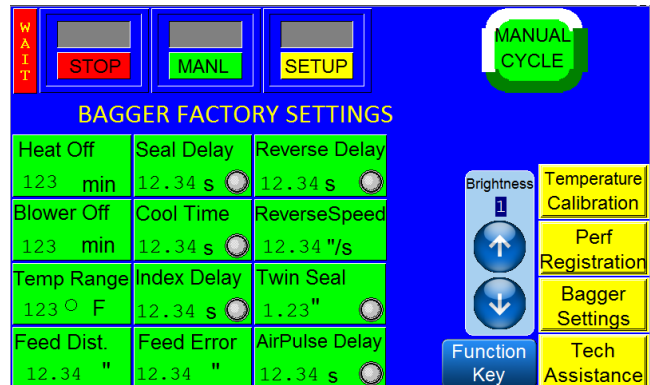 WAIT
STOP
MANL
SETUP
MANUAL
CYCLE
BAGGER FACTORY SETTINGS
Heat Off
123 min
Seal Delay
12.34 s
Reverse Delay
12.34 s
Blower Off
123 min
Cool Time
12.34 s
ReverseSpeed
12.34 "/s
Temp Range
123 ° F
Index Delay
12.34 s
Twin Seal
1.23"
Feed Dist.
12.34 "
Feed Error
12.34 "
AirPulse Delay
12.34 s
Brightness
1
Function
Key
Temperature
Calibration
Perf
Registration
Bagger
Settings
Tech
Assistance